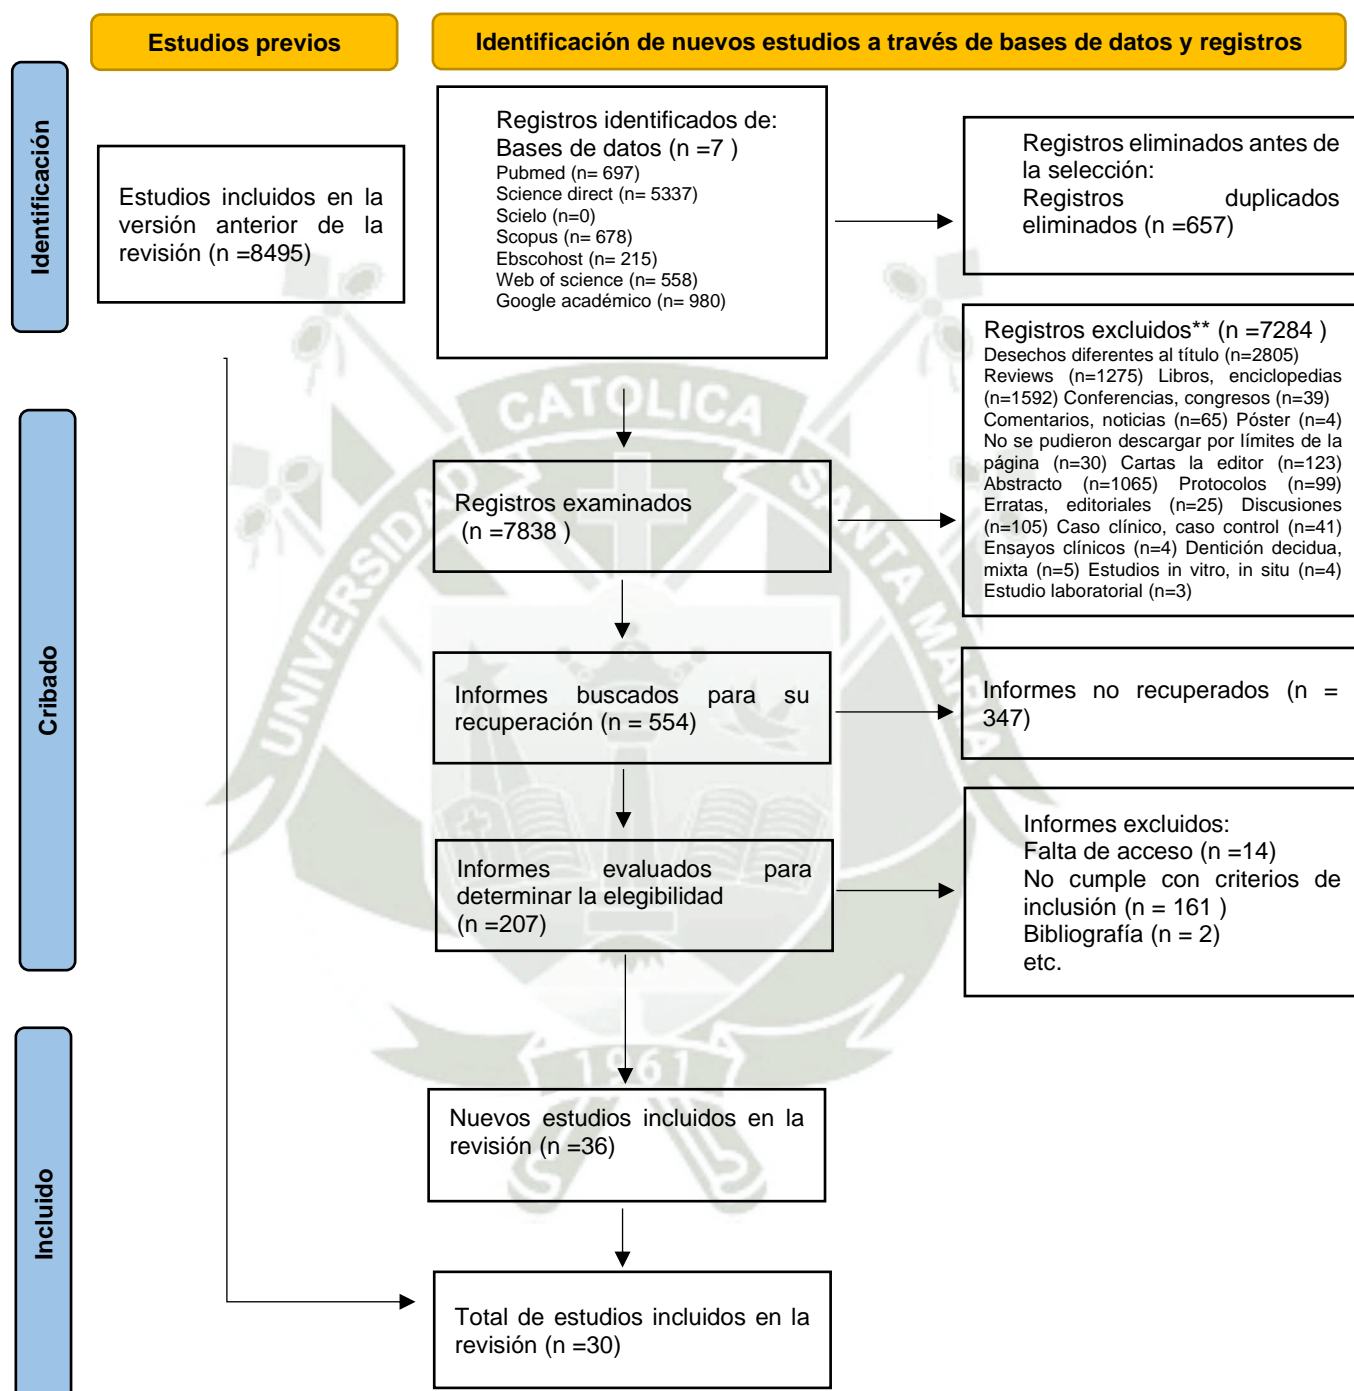 Estudios previos
Identificación de nuevos estudios a través de bases de datos y registros
Identificación
Estudios incluidos en la
versión anterior de la
revisión (n =8495)
Registros identificados de:
Bases de datos (n =7 )
Pubmed (n= 697)
Science direct (n= 5337)
Scielo (n=0)
Scopus (n= 678)
Ebscohost (n= 215)
Web of science (n= 558)
Google académico (n= 980)
Registros eliminados antes de
la selección:
Registros duplicados
eliminados (n =657)
Registros excluidos** (n =7284 )
Desechos diferentes al título (n=2805)
Reviews (n=1275) Libros, enciclopedias
(n=1592) Conferencias, congresos (n=39)
Comentarios, noticias (n=65) Póster (n=4)
No se pudieron descargar por límites de la
página (n=30) Cartas la editor (n=123)
Abstracto (n=1065) Protocolos (n=99)
Erratas, editoriales (n=25) Discusiones
(n=105) Caso clínico, caso control (n=41)
Ensayos clínicos (n=4) Dentición decidua,
mixta (n=5) Estudios in vitro, in situ (n=4)
Estudio laboratorial (n=3)
Cribado
Registros examinados
(n =7838 )
Informes buscados para su
recuperación (n = 554)
Informes no recuperados (n =
347)
Informes evaluados para
determinar la elegibilidad
(n =207)
Informes excluidos:
Falta de acceso (n =14)
No cumple con criterios de
inclusión (n = 161 )
Bibliografía (n = 2)
etc.
Incluido
Nuevos estudios incluidos en la
revisión (n =36)
Total de estudios incluidos en la
revisión (n =30)
UNIVERSIDAD CATOLICA SANTA MARIA
1961